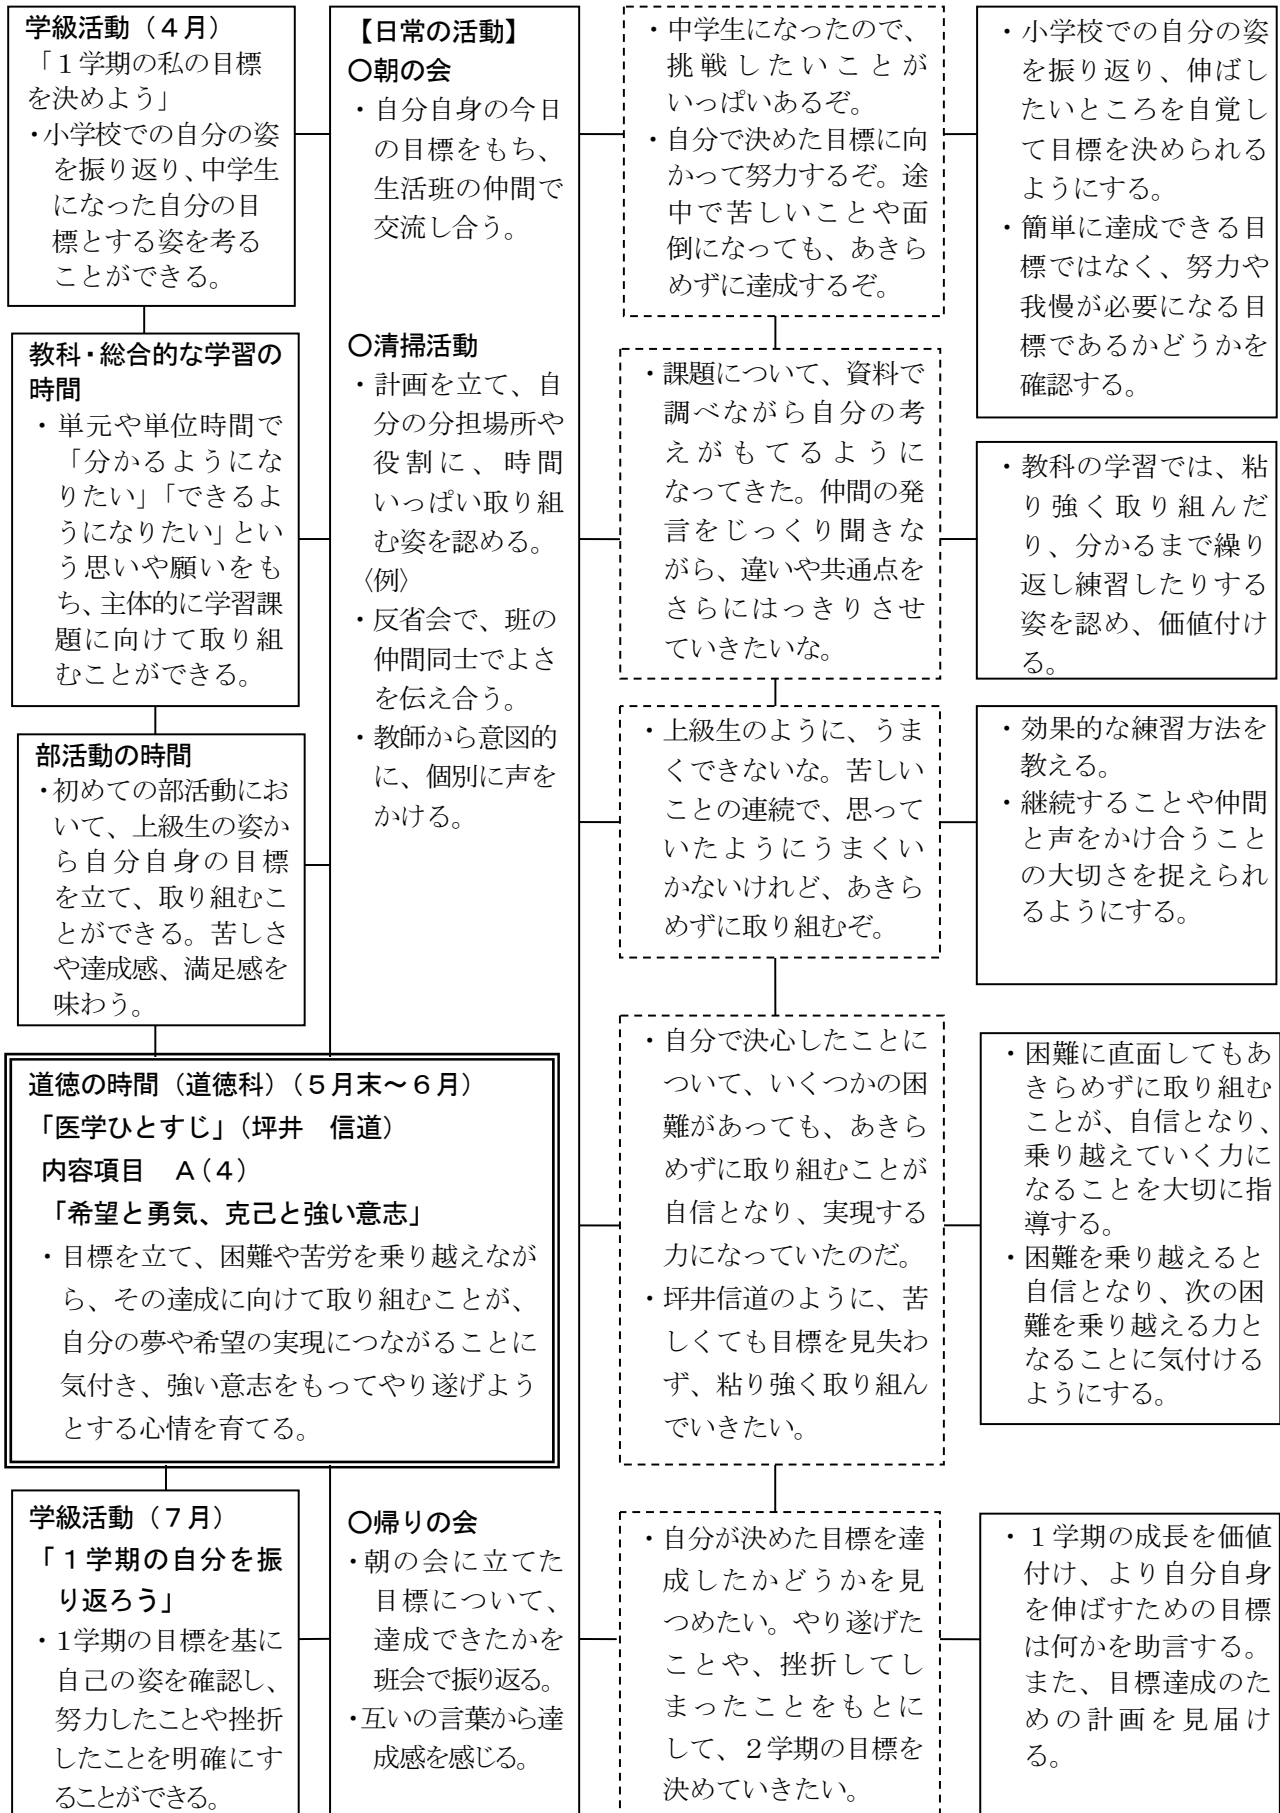 学級活動（４月）
「１学期の私の目標
を決めよう」
・小学校での自分の姿
を振り返り、中学生
になった自分の目
標とする姿を考る
ことができる。
教科・総合的な学習の
時間
・単元や単位時間で
「分かるようにな
りたい」「できるよ
うになりたい」とい
う思いや願いをも
ち、主体的に学習課
題に向けて取り組
むことができる。
部活動の時間
・初めての部活動にお
いて、上級生の姿か
ら自分自身の目標
を立て、取り組むこ
とができる。苦しさ
や達成感、満足感を
味わう。
道徳の時間（道徳科）（５月末～６月）
「医学ひとすじ」（坪井　信道）
内容項目　Ａ（４）
「希望と勇気、克己と強い意志」
・目標を立て、困難や苦労を乗り越えなが
ら、その達成に向けて取り組むことが、
自分の夢や希望の実現につながることに
気付き、強い意志をもってやり遂げよう
とする心情を育てる。
学級活動（７月）
「１学期の自分を振
り返ろう」
・1学期の目標を基に
自己の姿を確認し、
努力したことや挫折
したことを明確にす
ることができる。
【日常の活動】
〇朝の会
・自分自身の今日
の目標をもち、
生活班の仲間で
交流し合う。
〇清掃活動
・計画を立て、自
分の分担場所や
役割に、時間
いっぱい取り組
む姿を認める。
〈例〉
・反省会で、班の
仲間同士でよさ
を伝え合う。
・教師から意図的
に、個別に声を
かける。
〇帰りの会
・朝の会に立てた
目標について、
達成できたかを
班会で振り返る。
・互いの言葉から達
成感を感じる。
・中学生になったので、
挑戦したいことが
いっぱいあるぞ。
・自分で決めた目標に向
かって努力するぞ。途
中で苦しいことや面
倒になっても、あきら
めずに達成するぞ。
・課題について、資料で
調べながら自分の考
えがもてるように
なってきた。仲間の発
言をじっくり聞きな
がら、違いや共通点を
さらにはっきりさせ
ていきたいな。
・上級生のように、うま
くできないな。苦しい
ことの連続で、思って
いたようにうまくい
かないけれど、あきら
めずに取り組むぞ。
・自分で決心したことに
ついて、いくつかの困
難があっても、あきら
めずに取り組むことが
自信となり、実現する
力になっていたのだ。
・坪井信道のように、苦
しくても目標を見失わ
ず、粘り強く取り組ん
でいきたい。
・自分が決めた目標を達
成したかどうかを見
つめたい。やり遂げた
ことや、挫折してし
まったことをもとに
して、２学期の目標を
決めていきたい。
・小学校での自分の姿
を振り返り、伸ばし
たいところを自覚し
て目標を決められる
ようにする。
・簡単に達成できる目
標ではなく、努力や
我慢が必要になる目
標であるかどうかを
確認する。
・教科の学習では、粘
り強く取り組んだ
り、分かるまで繰り
返し練習したりする
姿を認め、価値付け
る。
・効果的な練習方法を
教える。
・継続することや仲間
と声をかけ合うこと
の大切さを捉えられ
るようにする。
・困難に直面してもあ
きらめずに取り組む
ことが、自信となり、
乗り越えていく力に
なることを大切に指
導する。
・困難を乗り越えると
自信となり、次の困
難を乗り越える力と
なることに気付ける
ようにする。
・１学期の成長を価値
付け、より自分自身
を伸ばすための目標
は何かを助言する。
また、目標達成のた
めの計画を見届け
る。